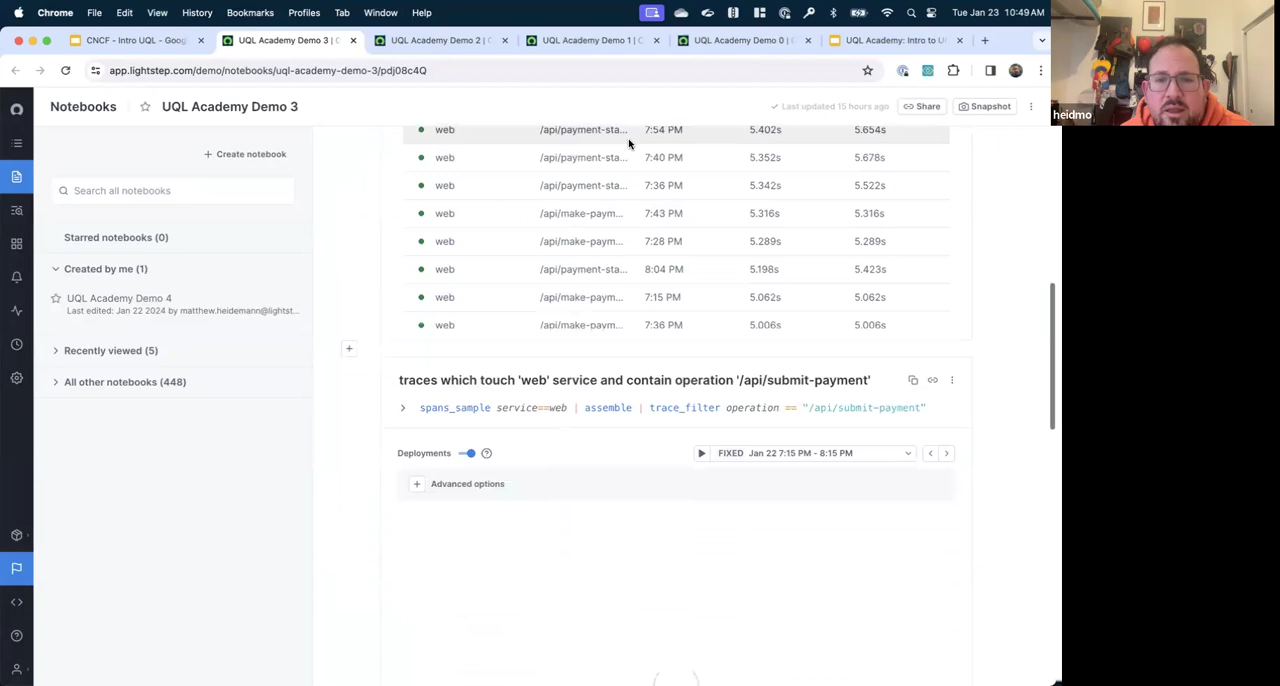 Chrome File Edit View History Bookmarks Profiles Tab Window Help Tue Jan 23 10:49 AM
CNCF - Intro UQL - Goog UQL Academy Demo 3 | C UQL Academy Demo 2 | C UQL Academy Demo 1 | C UQL Academy Demo 0 | C UQL Academy: Intro to U
app.lightstep.com/demo/notebooks/uql-academy-demo-3/pdj08c4Q
Notebooks UQL Academy Demo 3 Last updated 15 hours ago Share Snapshot
heidmo
Create notebook
Search all notebooks
Starred notebooks (0)
Created by me (1)
UQL Academy Demo 4
Last edited: Jan 22 2024 by matthew.heidemann@lightst...
Recently viewed (5)
All other notebooks (448)
web /api/payment-sta... 7:54 PM 5.402s 5.654s
web /api/payment-sta... 7:40 PM 5.352s 5.678s
web /api/payment-sta... 7:36 PM 5.342s 5.522s
web /api/make-paym... 7:43 PM 5.316s 5.316s
web /api/make-paym... 7:28 PM 5.289s 5.289s
web /api/payment-sta... 8:04 PM 5.198s 5.423s
web /api/make-paym... 7:15 PM 5.062s 5.062s
web /api/make-paym... 7:36 PM 5.006s 5.006s
traces which touch 'web' service and contain operation '/api/submit-payment'
spans_sample service==web | assemble | trace_filter operation == "/api/submit-payment"
Deployments FIXED Jan 22 7:15 PM - 8:15 PM
Advanced options